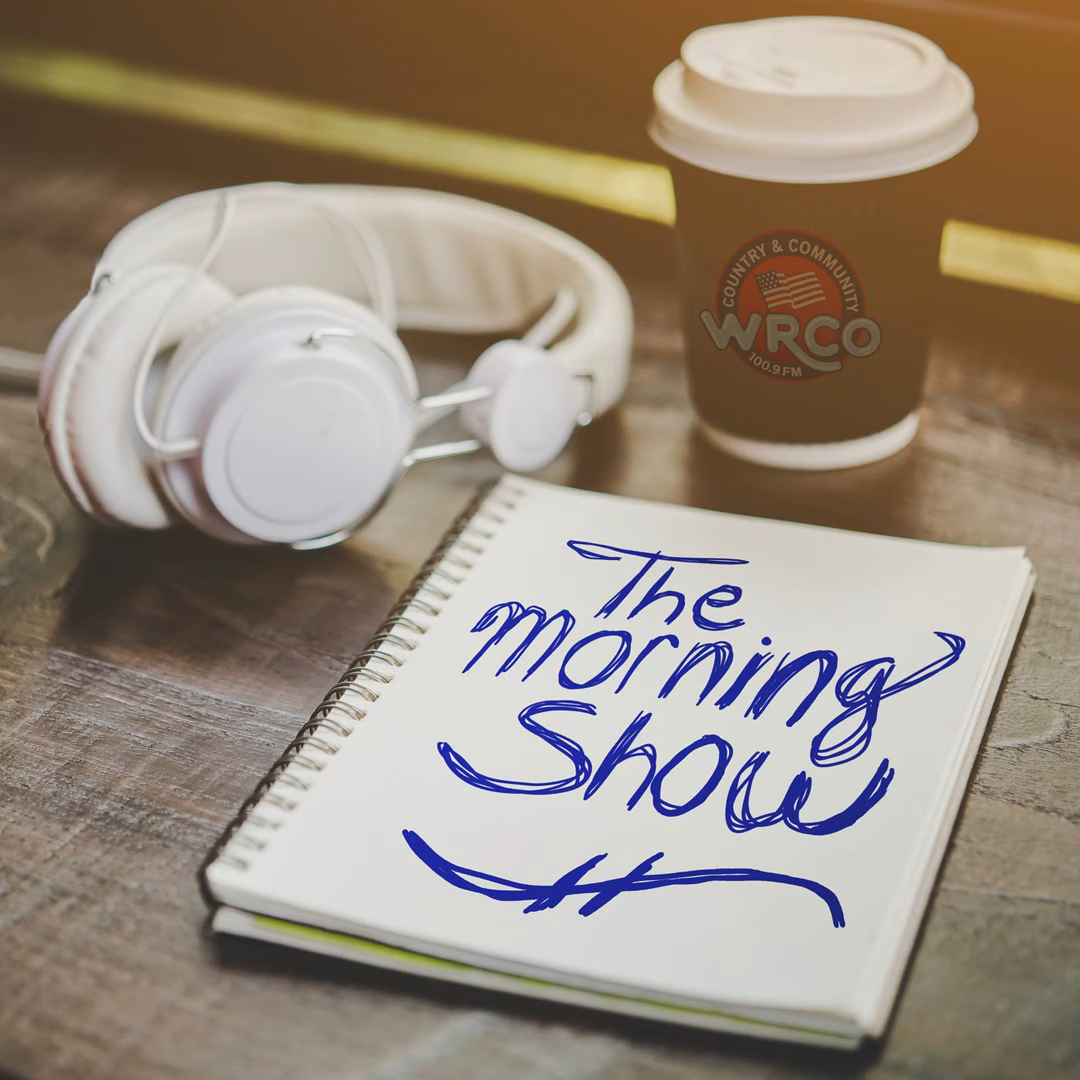 COUNTRY & COMMUNITY
WRCO
100.9 FM
The
morning
Show